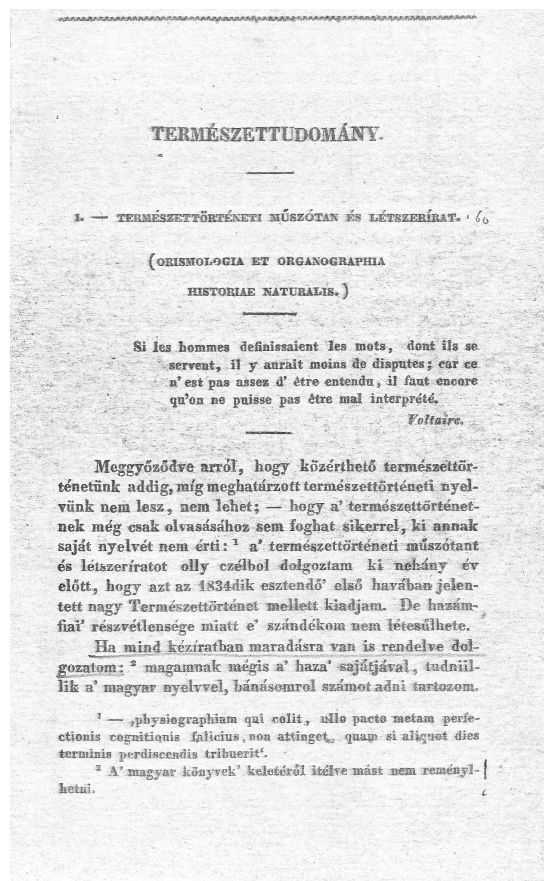 TERMÉSZETTUDOMÁNY.
1. — TERMÉSZETTÖRTÉNETI MŰSZÓTAN ÉS LÉTSZERÍRAT. 60
(ORISMOLOGIA ET ORGANOGRAPHIA
HISTORIAE NATURALIS.)
Si les hommes definissaient les mots, dont ils se
servent, il y aurait moins de disputes; car ce
n'est pas assez d' être entendu, il faut encore
qu'on ne puisse pas être mal interprété.
Voltaire.
Meggyőződve arról, hogy közérthető természettör-
ténetünk addig, míg meghatárzott természettörténeti nyel-
vünk nem lesz, nem lehet; — hogy a' természettörténet-
nek még csak olvasásához sem foghat sikerrel, ki annak
saját nyelvét nem érti: ¹ a' természettörténeti műszótant
és létszeríratot olly czélbol dolgoztam ki nehány év
előtt, hogy azt az 1834dik esztendő' első havában jelen-
tett nagy Természettörténet mellett kiadjam. De hazám-
fiai' részvétlensége miatt e' szándékom nem létesűlhete.
Ha mind kéziratban maradásra van is rendelve dol-
gozatom: ² magamnak mégis a' haza' sajátjával, tudniil-
lik a' magyar nyelvvel, bánásomrol számot adni tartozom.
¹ — ,physiographiam qui colit, ullo pacto metam perfe-
ctionis cognitionis falicius non attinget, quam si aliquot dies
terminis perdiscendis tribuerit'.
² A' magyar könyvek' keletéről itélve mást nem reményl-
hetni.